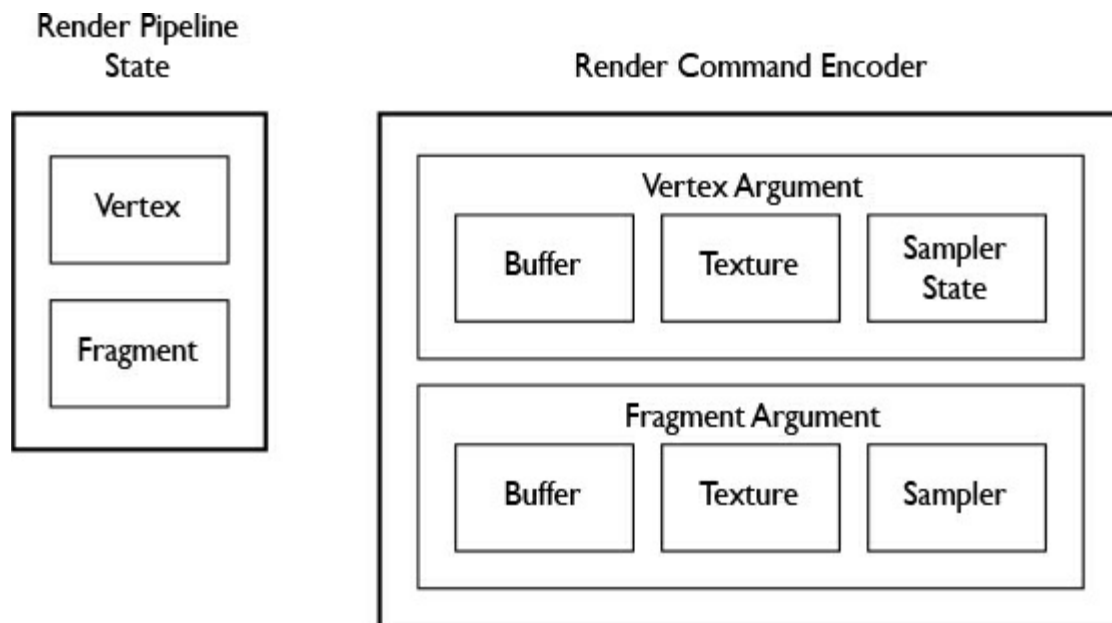 Render Pipeline
State
Vertex
Fragment
Render Command Encoder
Vertex Argument
Buffer
Texture
Sampler
State
Fragment Argument
Buffer
Texture
Sampler